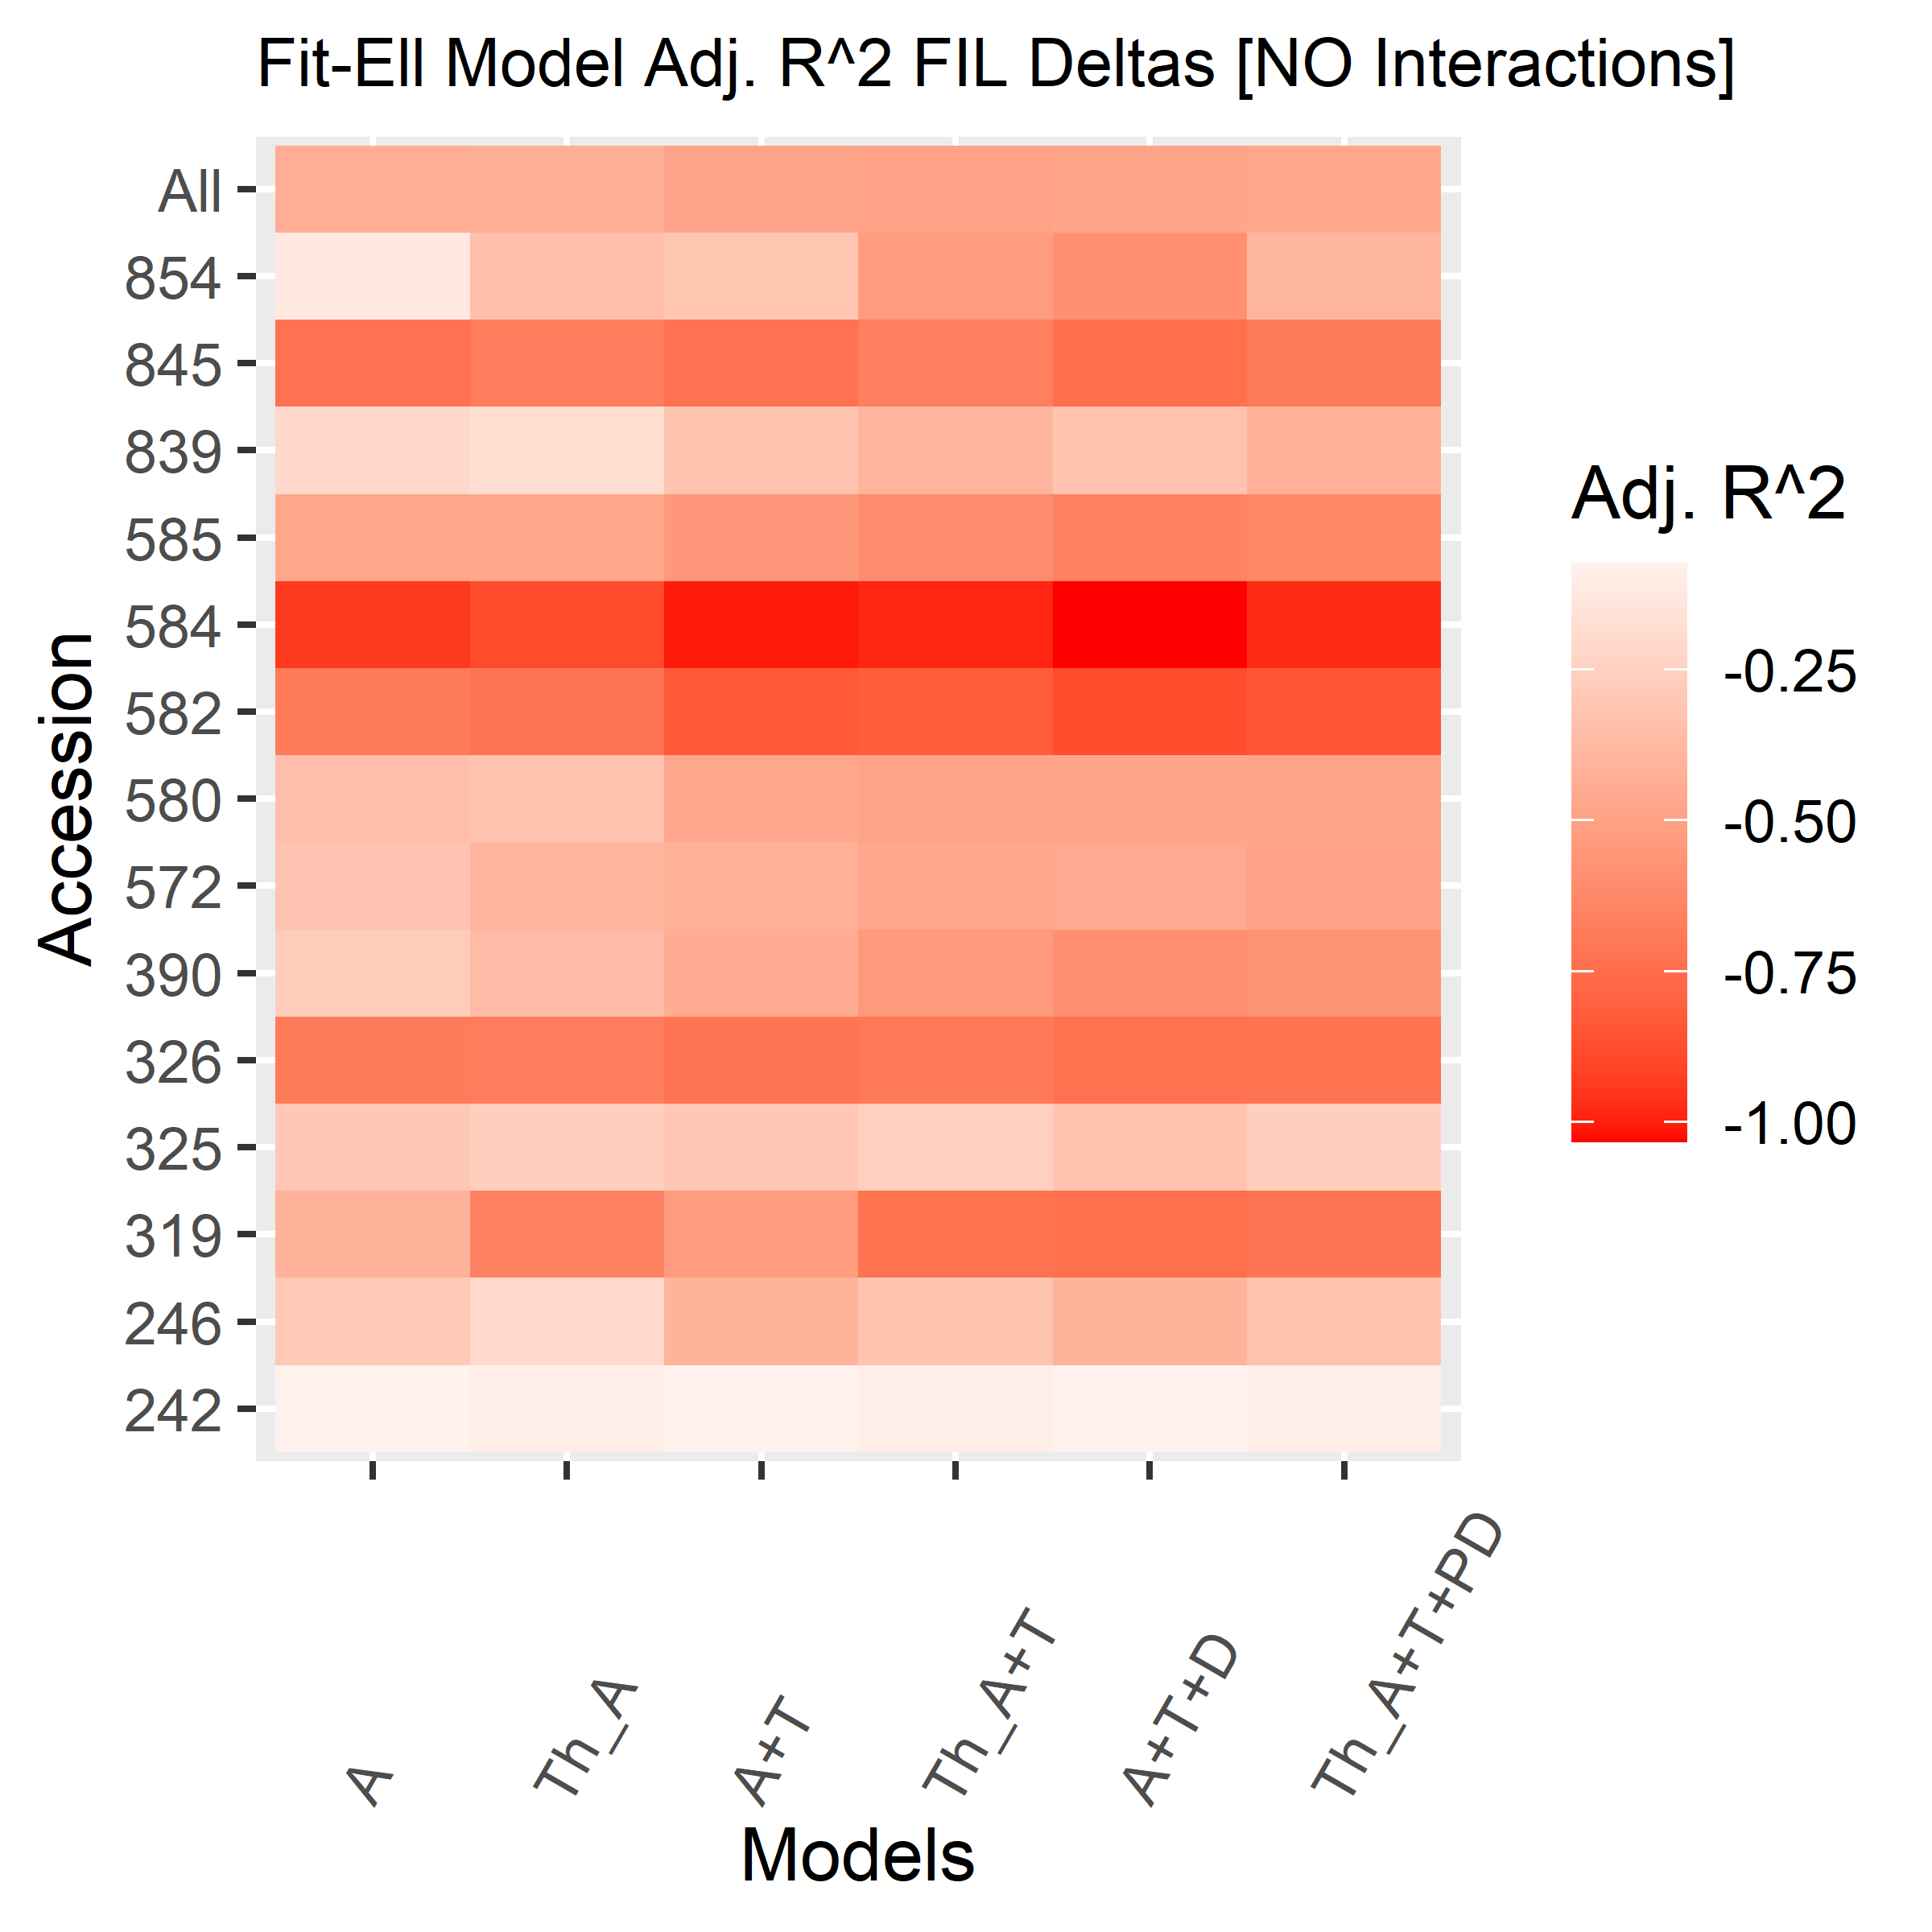 Fit-Ell Model Adj. R^2 FIL Deltas [NO Interactions]
All
854
845
839
585
584
582
580
572
390
326
325
319
246
242
Accession
A
Th_A
A+T
Th_A+T
A+T+D
Th_A+T+PD
Models
Adj. R^2
-0.25
-0.50
-0.75
-1.00